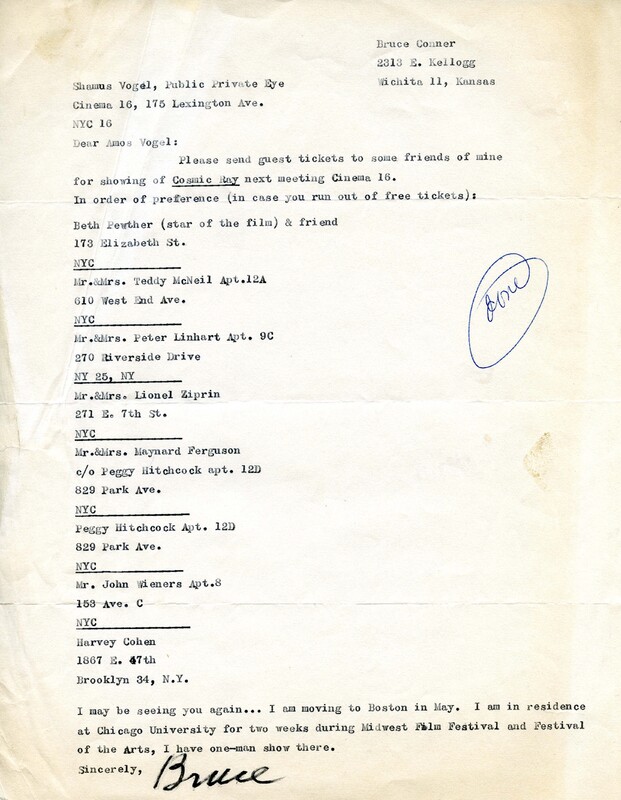 Bruce Conner
2313 E. Kellogg
Wichita 11, Kansas
Shamus Vogel, Public Private Eye
Cinema 16, 175 Lexington Ave.
NYC 16
Dear Amos Vogel:
Please send guest tickets to some friends of mine
for showing of Cosmic Ray next meeting Cinema 16.
In order of preference (in case you run out of free tickets):
Beth Pewther (star of the film) & friend
173 Elizabeth St.
NYC
Mr.&Mrs. Teddy McNeil Apt.12A
610 West End Ave.
NYC
Mr.&Mrs. Peter Linhart Apt. 9C
270 Riverside Drive
NY 25, NY
Mr.&Mrs. Lionel Ziprin
271 E. 7th St.
NYC
Mr.&Mrs. Maynard Ferguson
c/o Peggy Hitchcock apt. 12D
829 Park Ave.
NYC
Peggy Hitchcock Apt. 12D
829 Park Ave.
NYC
Mr. John Wieners Apt.8
153 Ave. C
NYC
Harvey Cohen
1867 E. 47th
Brooklyn 34, N.Y.
done
I may be seeing you again... I am moving to Boston in May. I am in residence
at Chicago University for two weeks during Midwest Film Festival and Festival
of the Arts, I have one-man show there.
Sincerely, Bruce